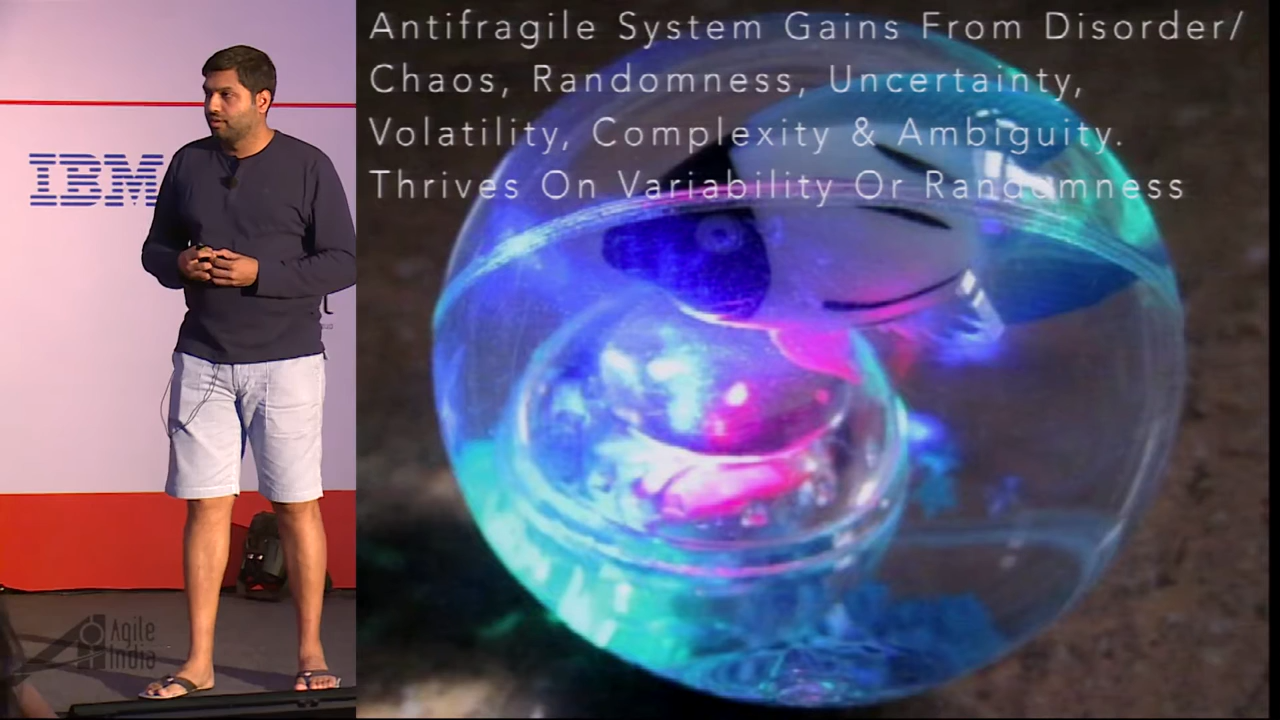 Antifragile System Gains From Disorder/
Chaos, Randomness, Uncertainty,
Volatility, Complexity & Ambiguity.
Thrives On Variability Or Randomness
IBM
Agile
India